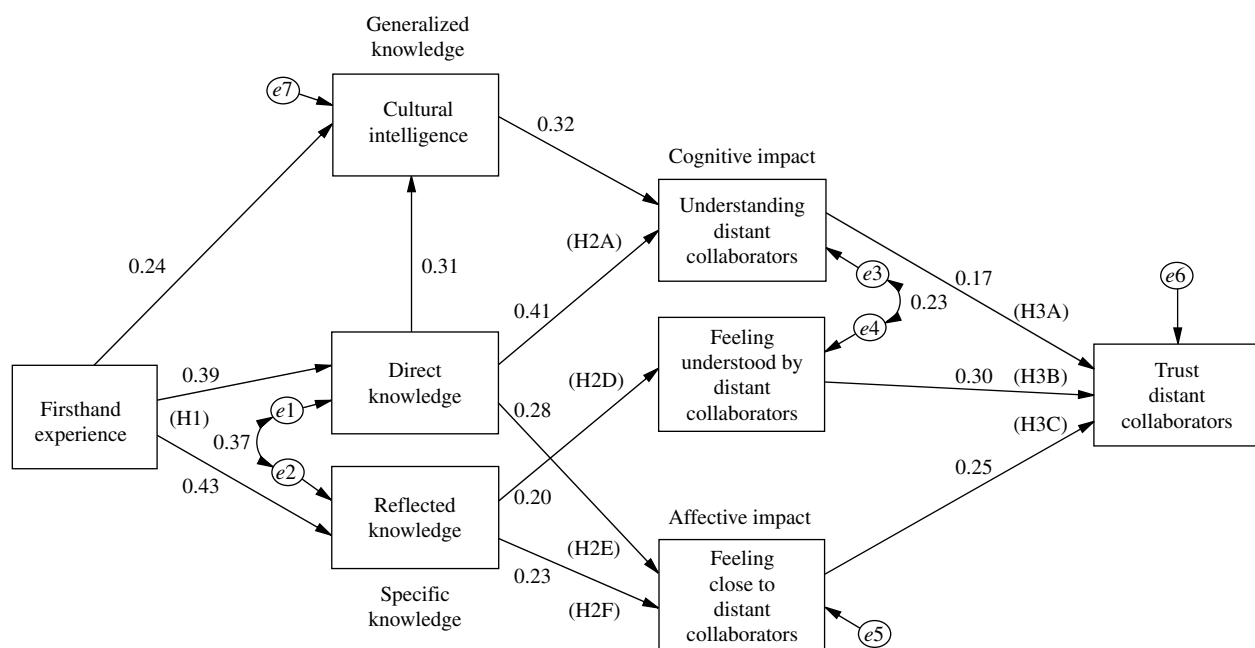 Generalized
knowledge
e7
Cultural
intelligence
0.32
Cognitive impact
Understanding
distant
collaborators
(H2A)
0.24
0.31
e3
0.17
e6
0.23
(H3A)
0.41
e4
Direct
knowledge
Feeling
understood by
distant
collaborators
(H2D)
0.39
Firsthand
experience
(H1)
e1
0.28
0.30
(H3B)
Trust
distant
collaborators
(H3C)
0.37
e2
0.43
Reflected
knowledge
0.20
0.25
Affective impact
(H2E)
0.23
Feeling
close to
distant
collaborators
(H2F)
Specific
knowledge
e5